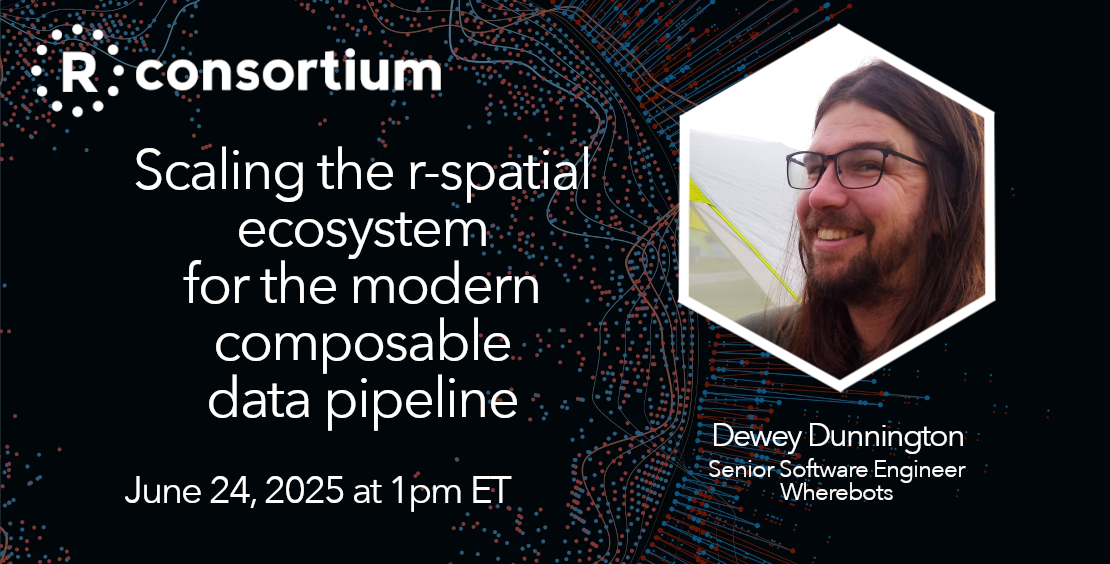 R consortium
Scaling the r-spatial
ecosystem
for the modern
composable
data pipeline
June 24, 2025 at 1pm ET
Dewey Dunnington
Senior Software Engineer
Wherebots